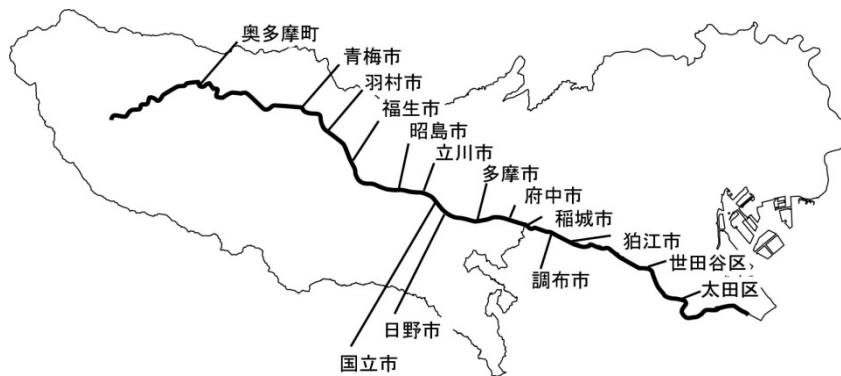 奥多摩町
青梅市
羽村市
福生市
昭島市
立川市
多摩市
府中市
稲城市
狛江市
世田谷区
太田区
調布市
日野市
国立市